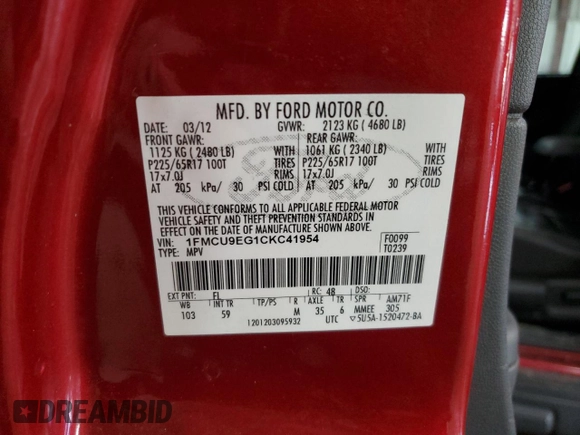 MFD. BY FORD MOTOR CO.
DATE: 03/12 GVWR: 2123 KG ( 4680 LB)
FRONT GAWR: REAR GAWR:
1125 KG ( 2480 LB) WITH 1061 KG ( 2340 LB) WITH
P225/65R17 100T TIRES P225/65R17 100T TIRES
17x7.0J RIMS 17x7.0J RIMS
AT 205 kPa/ 30 PSI COLD AT 205 kPa/ 30 PSI COLD
THIS VEHICLE CONFORMS TO ALL APPLICABLE FEDERAL MOTOR
VEHICLE SAFETY AND THEFT PREVENTION STANDARDS IN
EFFECT ON THE DATE OF MANUFACTURE SHOWN ABOVE.
VIN: 1FMCU9EG1CKC41954 F0099
TYPE: MPV T0239
EXT PNT: FL RC: 48 DSO:
WB INT TR TP/PS R AXLE TR SPR AM71F
103 59 M 35 6 MMEE 305
1201203095932 UTC 5U5A-1520472-BA
DREAMBID